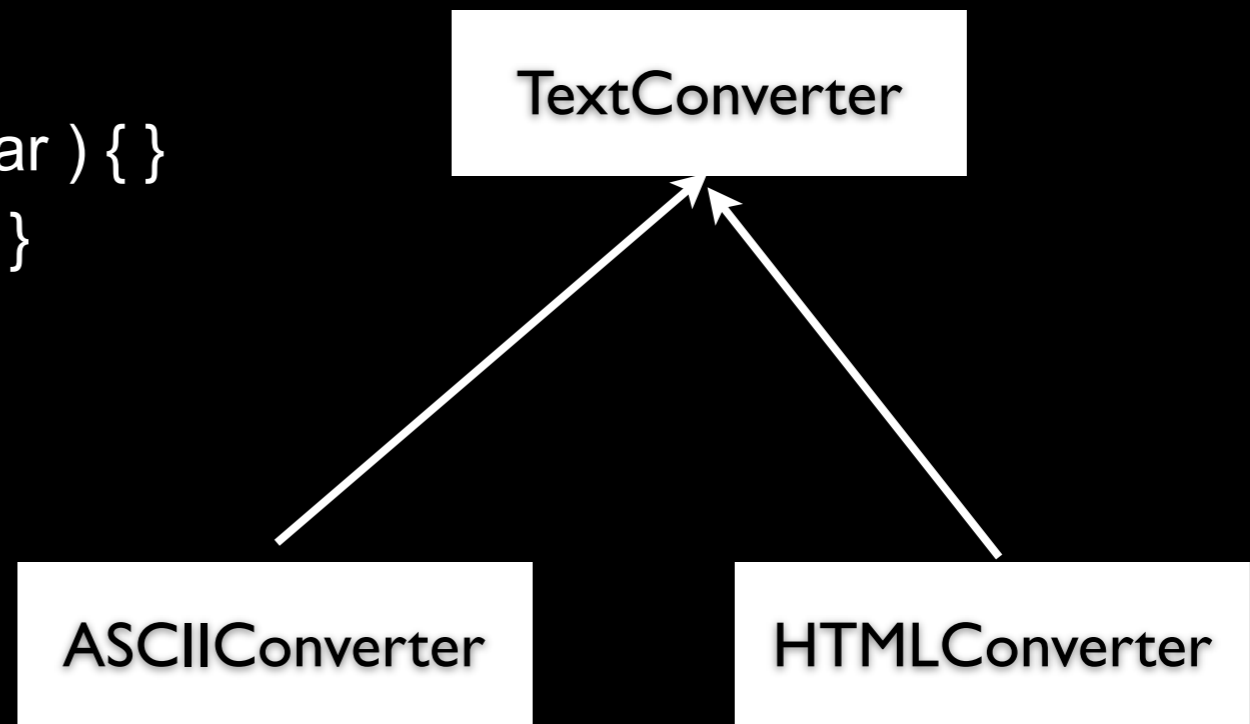 TextConverter
ar ) { }
}
ASCIIConverter
HTMLConverter